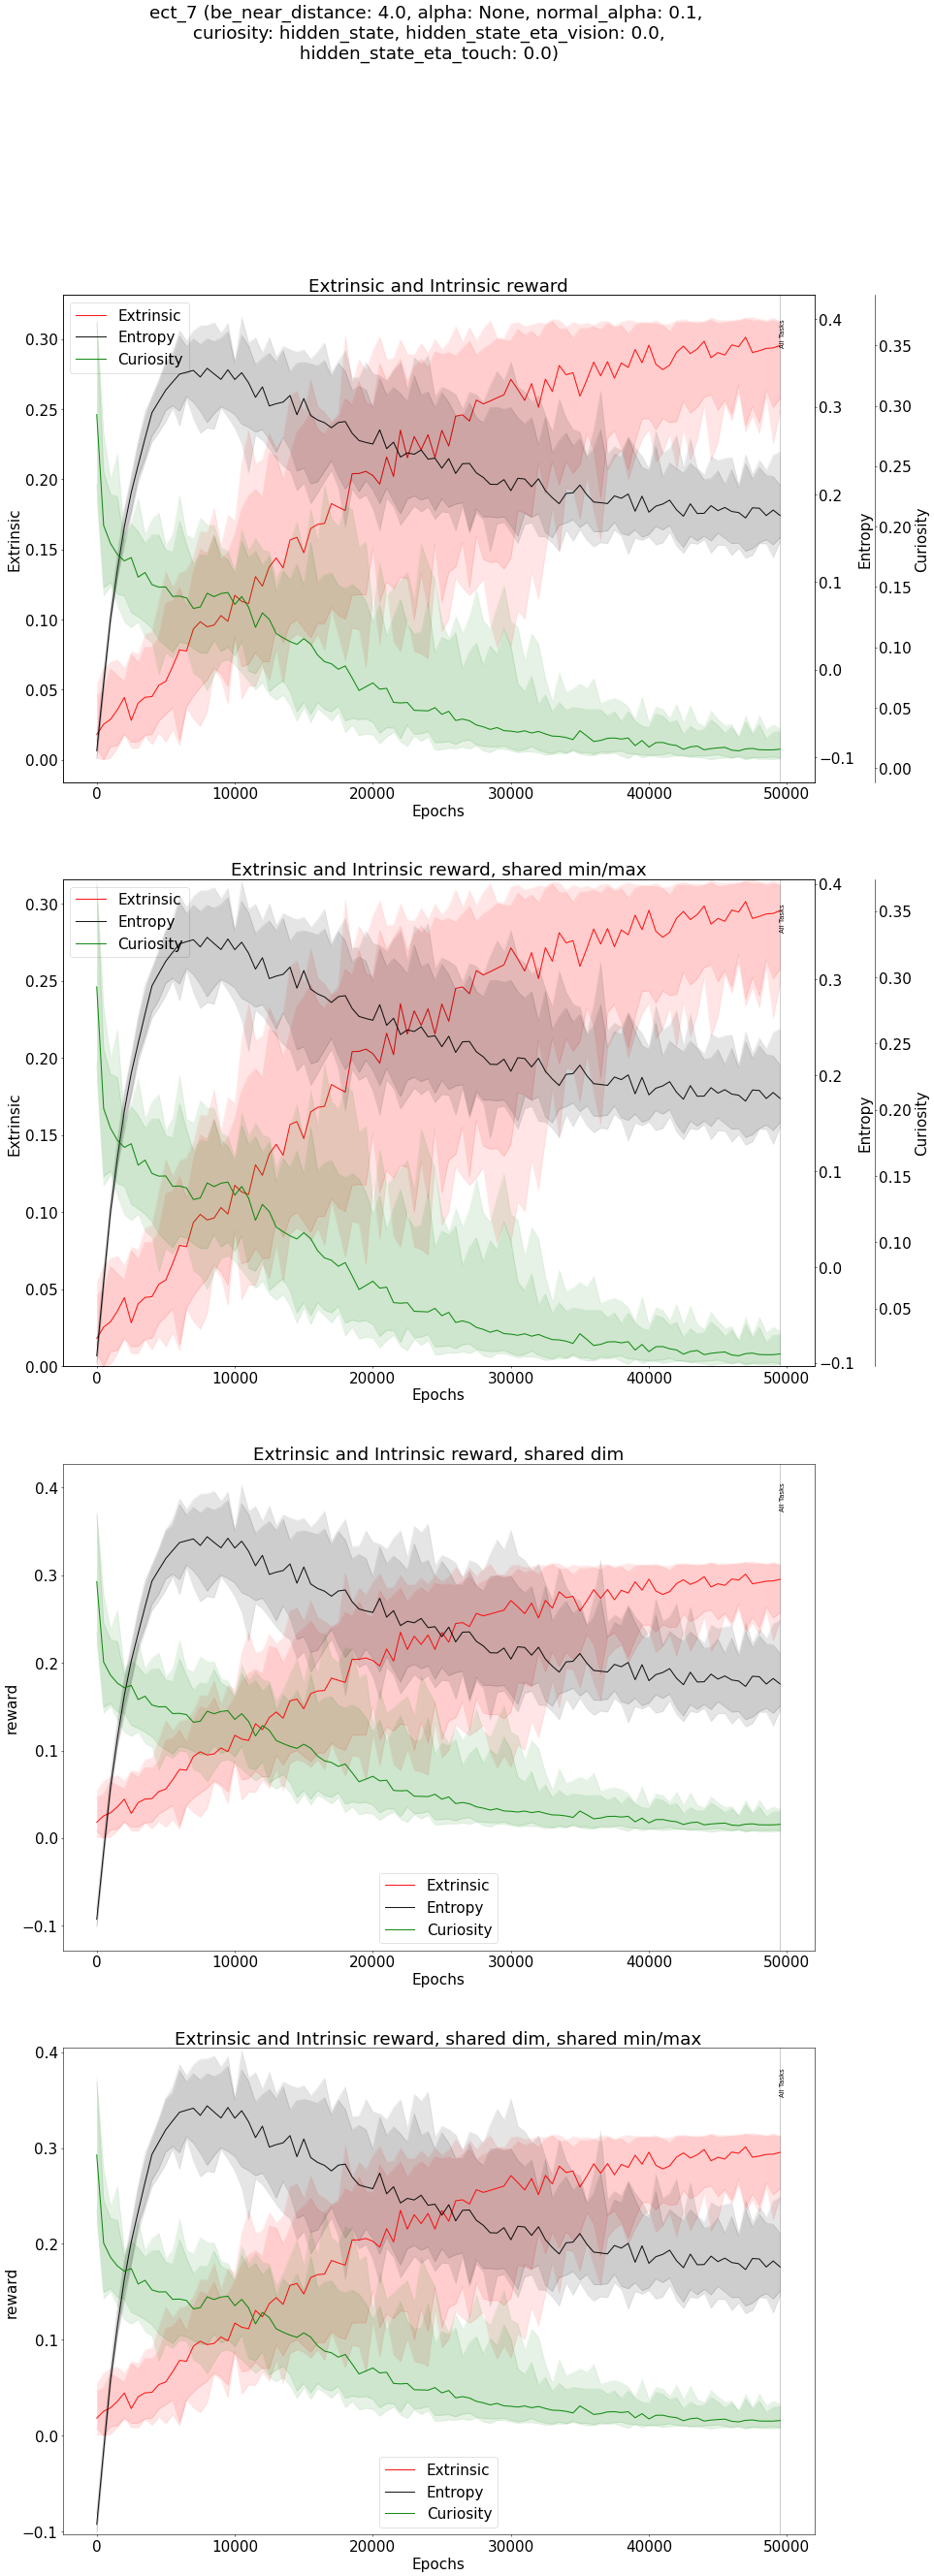 ect_7 (be_near_distance: 4.0, alpha: None, normal_alpha: 0.1,
curiosity: hidden_state, hidden_state_eta_vision: 0.0,
hidden_state_eta_touch: 0.0)
Extrinsic and Intrinsic reward
Extrinsic
Entropy
Curiosity
All Tasks
0.30
0.25
0.20
0.15
0.10
0.05
0.00
Extrinsic
0.4
0.3
0.2
0.1
0.0
−0.1
Entropy
0.35
0.30
0.25
0.20
0.15
0.10
0.05
0.00
Curiosity
0 10000 20000 30000 40000 50000
Epochs
Extrinsic and Intrinsic reward, shared min/max
Extrinsic
Entropy
Curiosity
All Tasks
0.30
0.25
0.20
0.15
0.10
0.05
0.00
Extrinsic
0.4
0.3
0.2
0.1
0.0
−0.1
Entropy
0.35
0.30
0.25
0.20
0.15
0.10
0.05
Curiosity
0 10000 20000 30000 40000 50000
Epochs
Extrinsic and Intrinsic reward, shared dim
All Tasks
0.4
0.3
0.2
0.1
0.0
−0.1
reward
Extrinsic
Entropy
Curiosity
0 10000 20000 30000 40000 50000
Epochs
Extrinsic and Intrinsic reward, shared dim, shared min/max
All Tasks
0.4
0.3
0.2
0.1
0.0
−0.1
reward
Extrinsic
Entropy
Curiosity
0 10000 20000 30000 40000 50000
Epochs